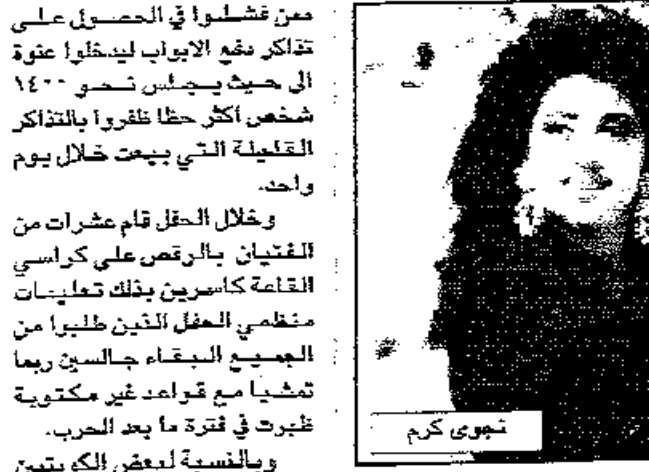 ممن فشلوا في الحصول على
تذاكر دفع الابواب ليدخلوا عنوة
الى حيث يجلس نحو ١٤٠٠
شخص أكثر حظا ظفروا بالتذاكر
القليلة التي بيعت خلال يوم
واحد.
وخلال الحفل قام عشرات من
الفتيان بالرقص على كراسي
القاعة كاسرين بذلك تعليمات
منظمي الحفل الذين طلبوا من
الجميع البقاء جالسين ربما
تمشيا مع قواعد غير مكتوبة
ظهرت في فترة ما بعد الحرب.
وبالنسبة لبعض الكويتيين
نجوى كرم